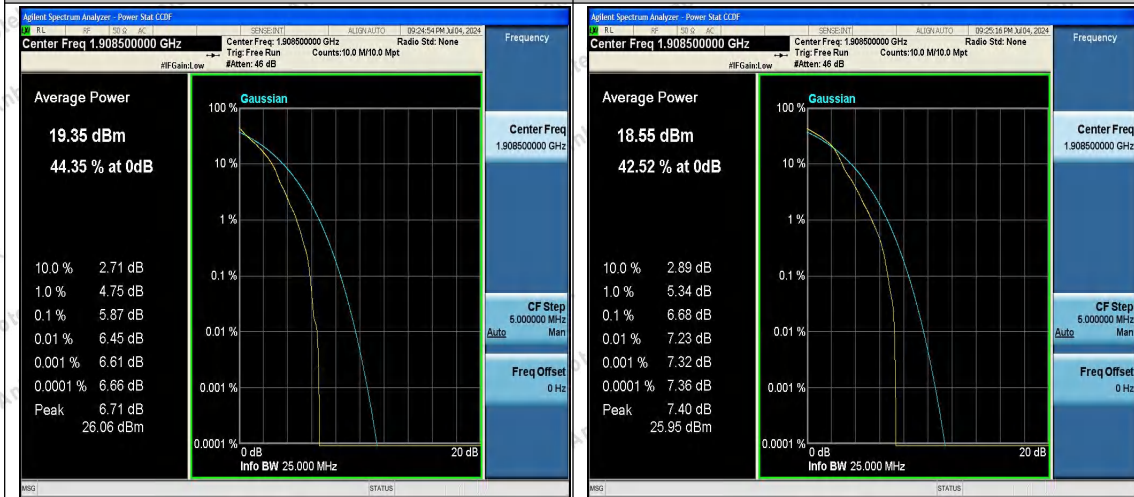 Agilent Spectrum Analyzer - Power Stat CCDF
RL RF 50 Ω AC SENSE:INT ALIGN AUTO 09:24:54 PM Jul 04, 2024
Center Freq 1.908500000 GHz
Center Freq: 1.908500000 GHz Radio Std: None
Trig: Free Run Counts:10.0 M/10.0 Mpt
#IFGain:Low #Atten: 46 dB
Frequency
Average Power
19.35 dBm
44.35 % at 0dB
10.0 % 2.71 dB
1.0 % 4.75 dB
0.1 % 5.87 dB
0.01 % 6.45 dB
0.001 % 6.61 dB
0.0001 % 6.66 dB
Peak 6.71 dB
26.06 dBm
Gaussian
100 %
10 %
1 %
0.1 %
0.01 %
0.001 %
0.0001 %
0 dB 20 dB
Info BW 25.000 MHz
Center Freq
1.908500000 GHz
CF Step
5.000000 MHz
Auto Man
Freq Offset
0 Hz
MSG STATUS
Agilent Spectrum Analyzer - Power Stat CCDF
RL RF 50 Ω AC SENSE:INT ALIGN AUTO 09:25:16 PM Jul 04, 2024
Center Freq 1.908500000 GHz
Center Freq: 1.908500000 GHz Radio Std: None
Trig: Free Run Counts:10.0 M/10.0 Mpt
#IFGain:Low #Atten: 46 dB
Frequency
Average Power
18.55 dBm
42.52 % at 0dB
10.0 % 2.89 dB
1.0 % 5.34 dB
0.1 % 6.68 dB
0.01 % 7.23 dB
0.001 % 7.32 dB
0.0001 % 7.36 dB
Peak 7.40 dB
25.95 dBm
Gaussian
100 %
10 %
1 %
0.1 %
0.01 %
0.001 %
0.0001 %
0 dB 20 dB
Info BW 25.000 MHz
Center Freq
1.908500000 GHz
CF Step
5.000000 MHz
Auto Man
Freq Offset
0 Hz
MSG STATUS